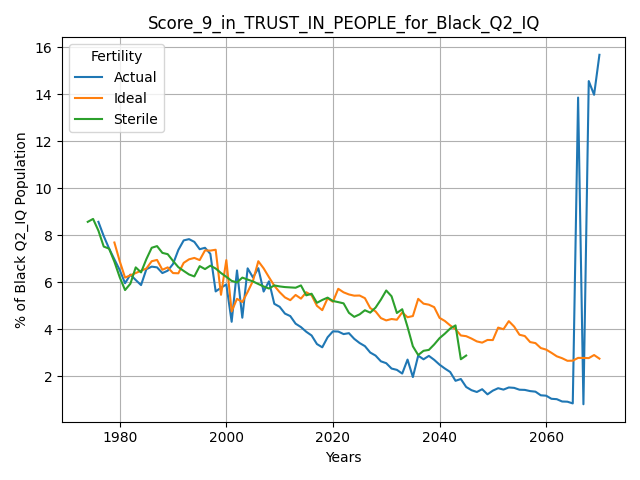 Score_9_in_TRUST_IN_PEOPLE_for_Black_Q2_IQ
Fertility
Actual
Ideal
Sterile
% of Black Q2_IQ Population
16
14
12
10
8
6
4
2
1980
2000
2020
2040
2060
Years